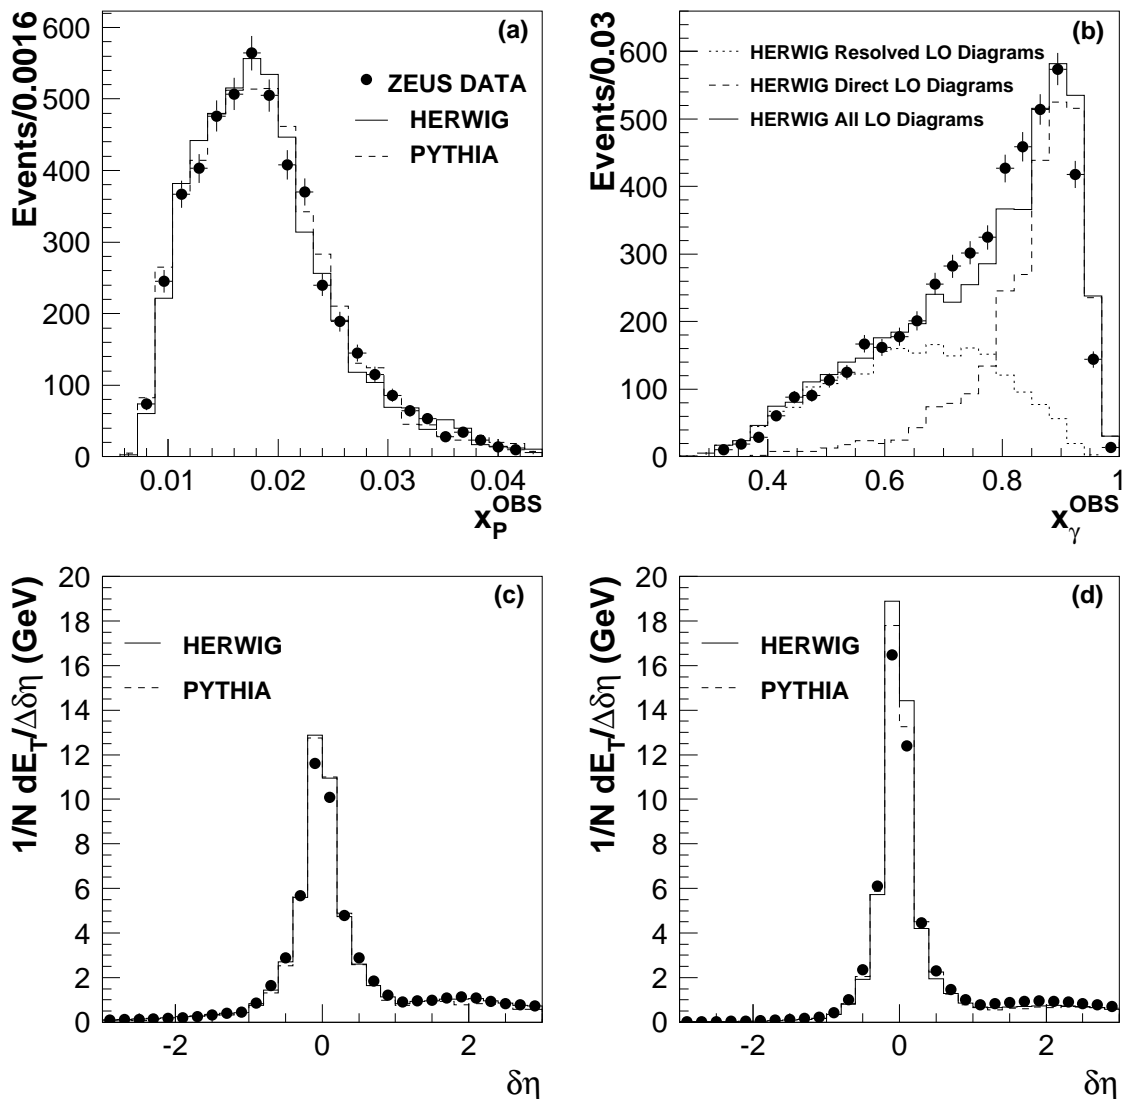 (a)
Events/0.0016
600
500
400
300
200
100
0
ZEUS DATA
HERWIG
PYTHIA
0.01 0.02 0.03 0.04
x_P^OBS
(b)
Events/0.03
600
500
400
300
200
100
0
HERWIG Resolved LO Diagrams
HERWIG Direct LO Diagrams
HERWIG All LO Diagrams
0.4 0.6 0.8 1
x_γ^OBS
(c)
1/N dE_T/Δδη (GeV)
20
18
16
14
12
10
8
6
4
2
0
HERWIG
PYTHIA
-2 0 2
δη
(d)
1/N dE_T/Δδη (GeV)
20
18
16
14
12
10
8
6
4
2
0
HERWIG
PYTHIA
-2 0 2
δη